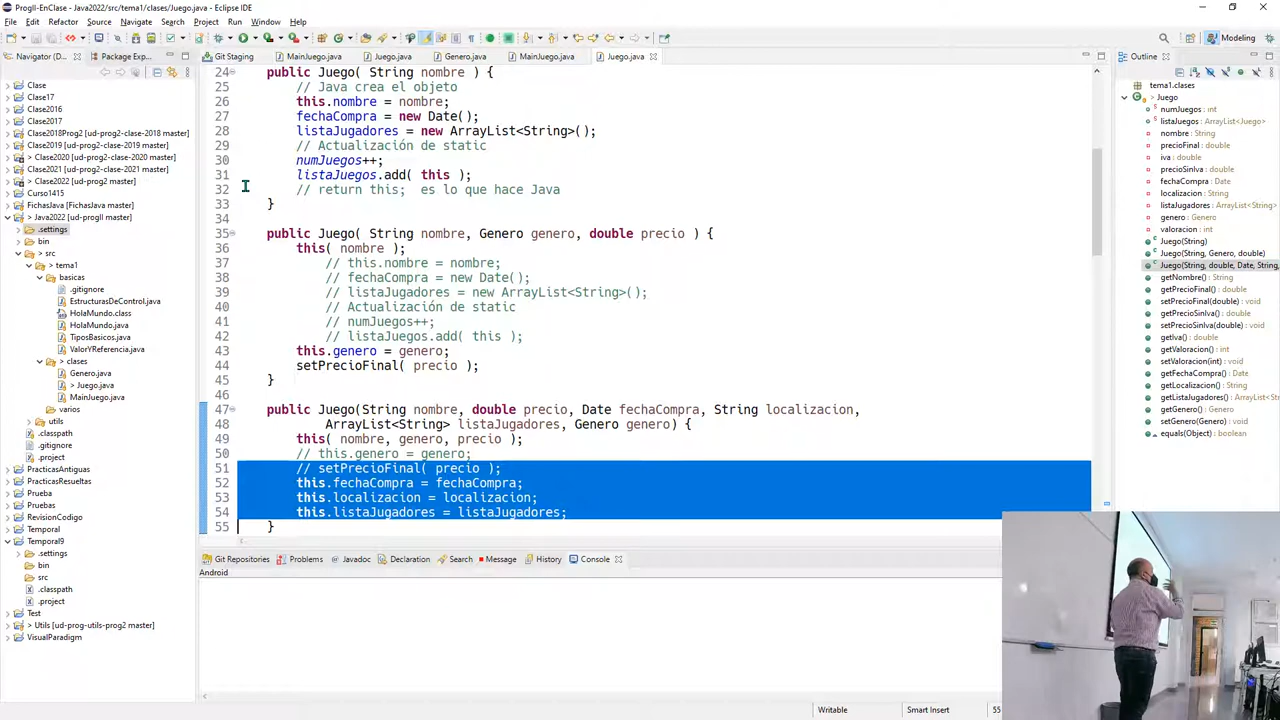 ProgII-EnClase - Java2022/src/tema1/clases/Juego.java - Eclipse IDE
File Edit Refactor Source Navigate Search Project Run Window Help
Modeling
Navigator (D...
Package Exp...
Git Staging
MainJuego.java
Juego.java
Genero.java
MainJuego.java
Juego.java
Outline
Clase
Clase17
Clase2016
Clase2017
Clase2018Prog2 [ud-prog2-clase-2018 master]
Clase2019 [ud-prog2-clase-2019 master]
> Clase2020 [ud-prog2-clase-2020 master]
Clase2021 [ud-prog2-clase-2021 master]
> Clase2022 [ud-prog2 master]
Curso1415
FichasJava [FichasJava master]
> Java2022 [ud-progII master]
.settings
bin
> src
> tema1
basicas
.gitignore
EstructurasDeControl.java
HolaMundo.class
HolaMundo.java
TiposBasicos.java
ValorYReferencia.java
> clases
Genero.java
> Juego.java
MainJuego.java
varios
utils
.classpath
.gitignore
.project
PracticasAntiguas
PracticasResueltas
Prueba
Pruebas
RevisionCodigo
Temporal
Temporal9
.settings
bin
src
.classpath
.project
Test
> Utils [ud-prog-utils-prog2 master]
VisualParadigm
24 public Juego( String nombre ) {
25 // Java crea el objeto
26 this.nombre = nombre;
27 fechaCompra = new Date();
28 listaJugadores = new ArrayList<String>();
29 // Actualización de static
30 numJuegos++;
31 listaJuegos.add( this );
32 // return this;  es lo que hace Java
33 }
34
35 public Juego( String nombre, Genero genero, double precio ) {
36 this( nombre );
37 // this.nombre = nombre;
38 // fechaCompra = new Date();
39 // listaJugadores = new ArrayList<String>();
40 // Actualización de static
41 // numJuegos++;
42 // listaJuegos.add( this );
43 this.genero = genero;
44 setPrecioFinal( precio );
45 }
46
47 public Juego(String nombre, double precio, Date fechaCompra, String localizacion,
48 ArrayList<String> listaJugadores, Genero genero) {
49 this( nombre, genero, precio );
50 // this.genero = genero;
51 // setPrecioFinal( precio );
52 this.fechaCompra = fechaCompra;
53 this.localizacion = localizacion;
54 this.listaJugadores = listaJugadores;
55 }
tema1.clases
Juego
numJuegos: int
listaJuegos: ArrayList<Juego>
nombre : String
precioFinal : double
iva : double
precioSinIva : double
fechaCompra : Date
localizacion : String
listaJugadores : ArrayList<String>
genero : Genero
valoracion : int
Juego(String)
Juego(String, Genero, double)
Juego(String, double, Date, String,
getNombre() : String
getPrecioFinal() : double
setPrecioFinal(double) : void
getPrecioSinIva() : double
setPrecioSinIva(double) : void
getIva() : double
getValoracion() : int
setValoracion(int) : void
getFechaCompra() : Date
getLocalizacion() : String
getListaJugadores() : ArrayList<St
getGenero() : Genero
setGenero(Genero) : void
equals(Object) : boolean
Git Repositories
Problems
Javadoc
Declaration
Search
Message
History
Console
Android
Writable
Smart Insert
55